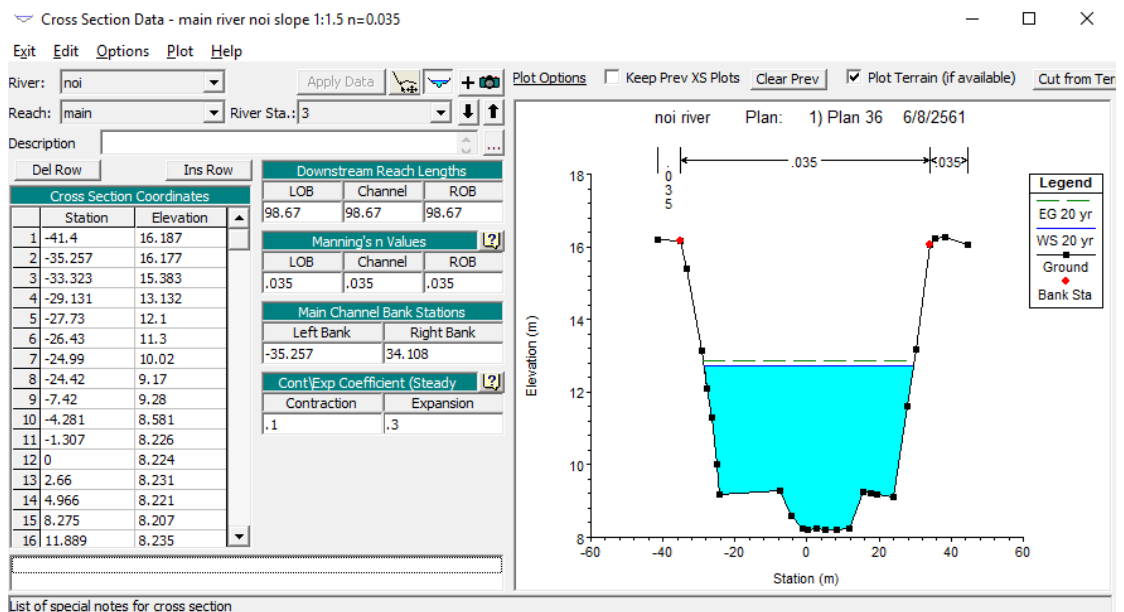 Cross Section Data - main river noi slope 1:1.5 n=0.035
Exit Edit Options Plot Help
River: noi Apply Data +
Reach: main River Sta.: 3
Description ...
Del Row Ins Row
Cross Section Coordinates
Station Elevation
1 -41.4 16.187
2 -35.257 16.177
3 -33.323 15.383
4 -29.131 13.132
5 -27.73 12.1
6 -26.43 11.3
7 -24.99 10.02
8 -24.42 9.17
9 -7.42 9.28
10 -4.281 8.581
11 -1.307 8.226
12 0 8.224
13 2.66 8.231
14 4.966 8.221
15 8.275 8.207
16 11.889 8.235
Downstream Reach Lengths
LOB Channel ROB
98.67 98.67 98.67
Manning's n Values
LOB Channel ROB
.035 .035 .035
Main Channel Bank Stations
Left Bank Right Bank
-35.257 34.108
Cont\Exp Coefficient (Steady
Contraction Expansion
.1 .3
List of special notes for cross section
Plot Options Keep Prev XS Plots Clear Prev Plot Terrain (if available) Cut from Ter
noi river Plan: 1) Plan 36 6/8/2561
.035 .035 .035
18
16
14
12
10
8
Elevation (m)
-60 -40 -20 0 20 40 60
Station (m)
Legend
EG 20 yr
WS 20 yr
Ground
Bank Sta